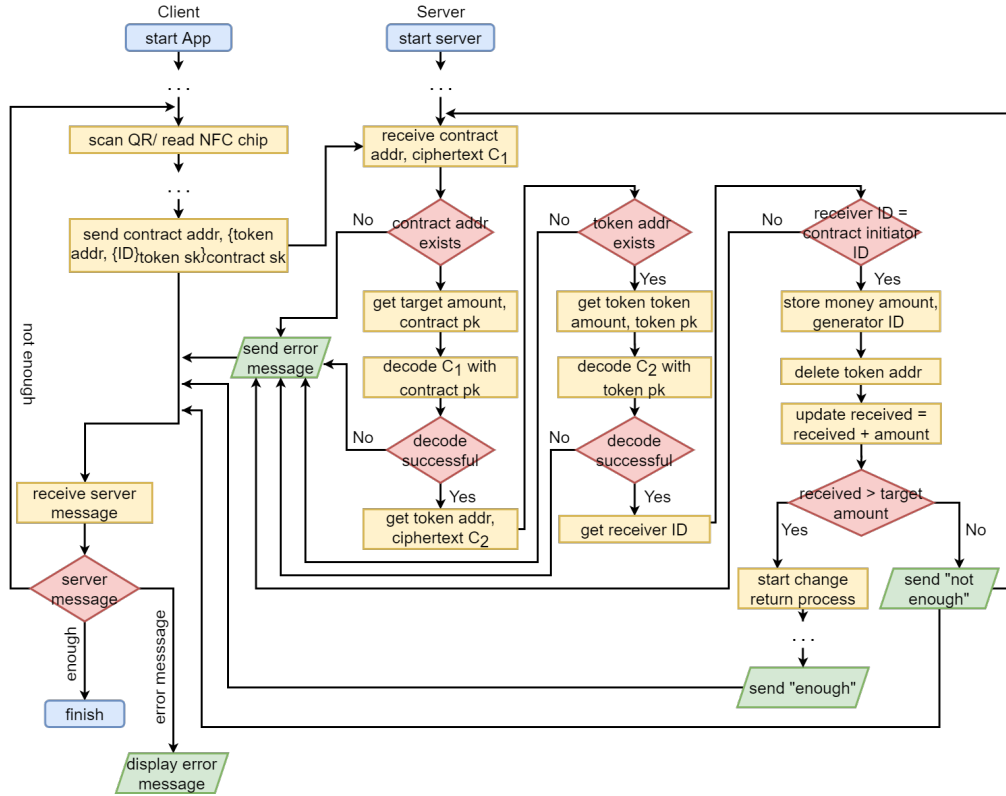 Client
start App
. . .
scan QR/ read NFC chip
. . .
send contract addr, {token
addr, {ID}token sk}contract sk
not enough
receive server
message
server
message
enough
error messsage
finish
display error
message
Server
start server
. . .
receive contract
addr, ciphertext C1
No
contract addr
exists
get target amount,
contract pk
send error
message
decode C1 with
contract pk
No
decode
successful
Yes
get token addr,
ciphertext C2
No
token addr
exists
Yes
get token token
amount, token pk
decode C2 with
token pk
No
decode
successful
Yes
get receiver ID
No
receiver ID =
contract initiator
ID
Yes
store money amount,
generator ID
delete token addr
update received =
received + amount
received > target
amount
Yes
No
start change
return process
send "not
enough"
. . .
send "enough"